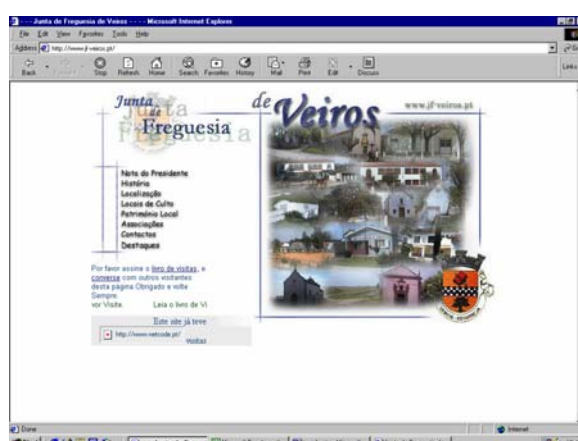 - - - Junta de Freguesia de Veiros - - - - Microsoft Internet Explorer
File Edit View Favorites Tools Help
Address http://www.jf-veiros.pt/
Back Stop Refresh Home Search Favorites History Mail Print Edit Discuss
Links
Junta de Freguesia
de Veiros
www.jf-veiros.pt
Nota do Presidente
História
Localização
Locais de Culto
Património Local
Associações
Contactos
Destaques
Por favor assine o livro de visitas, e
converse com outros visitantes
desta página Obrigado e volte
Sempre.
vor Visite. Leia o livro de Vi
Este site já teve
http://www.netcode.pt/
visitas
Done
Internet